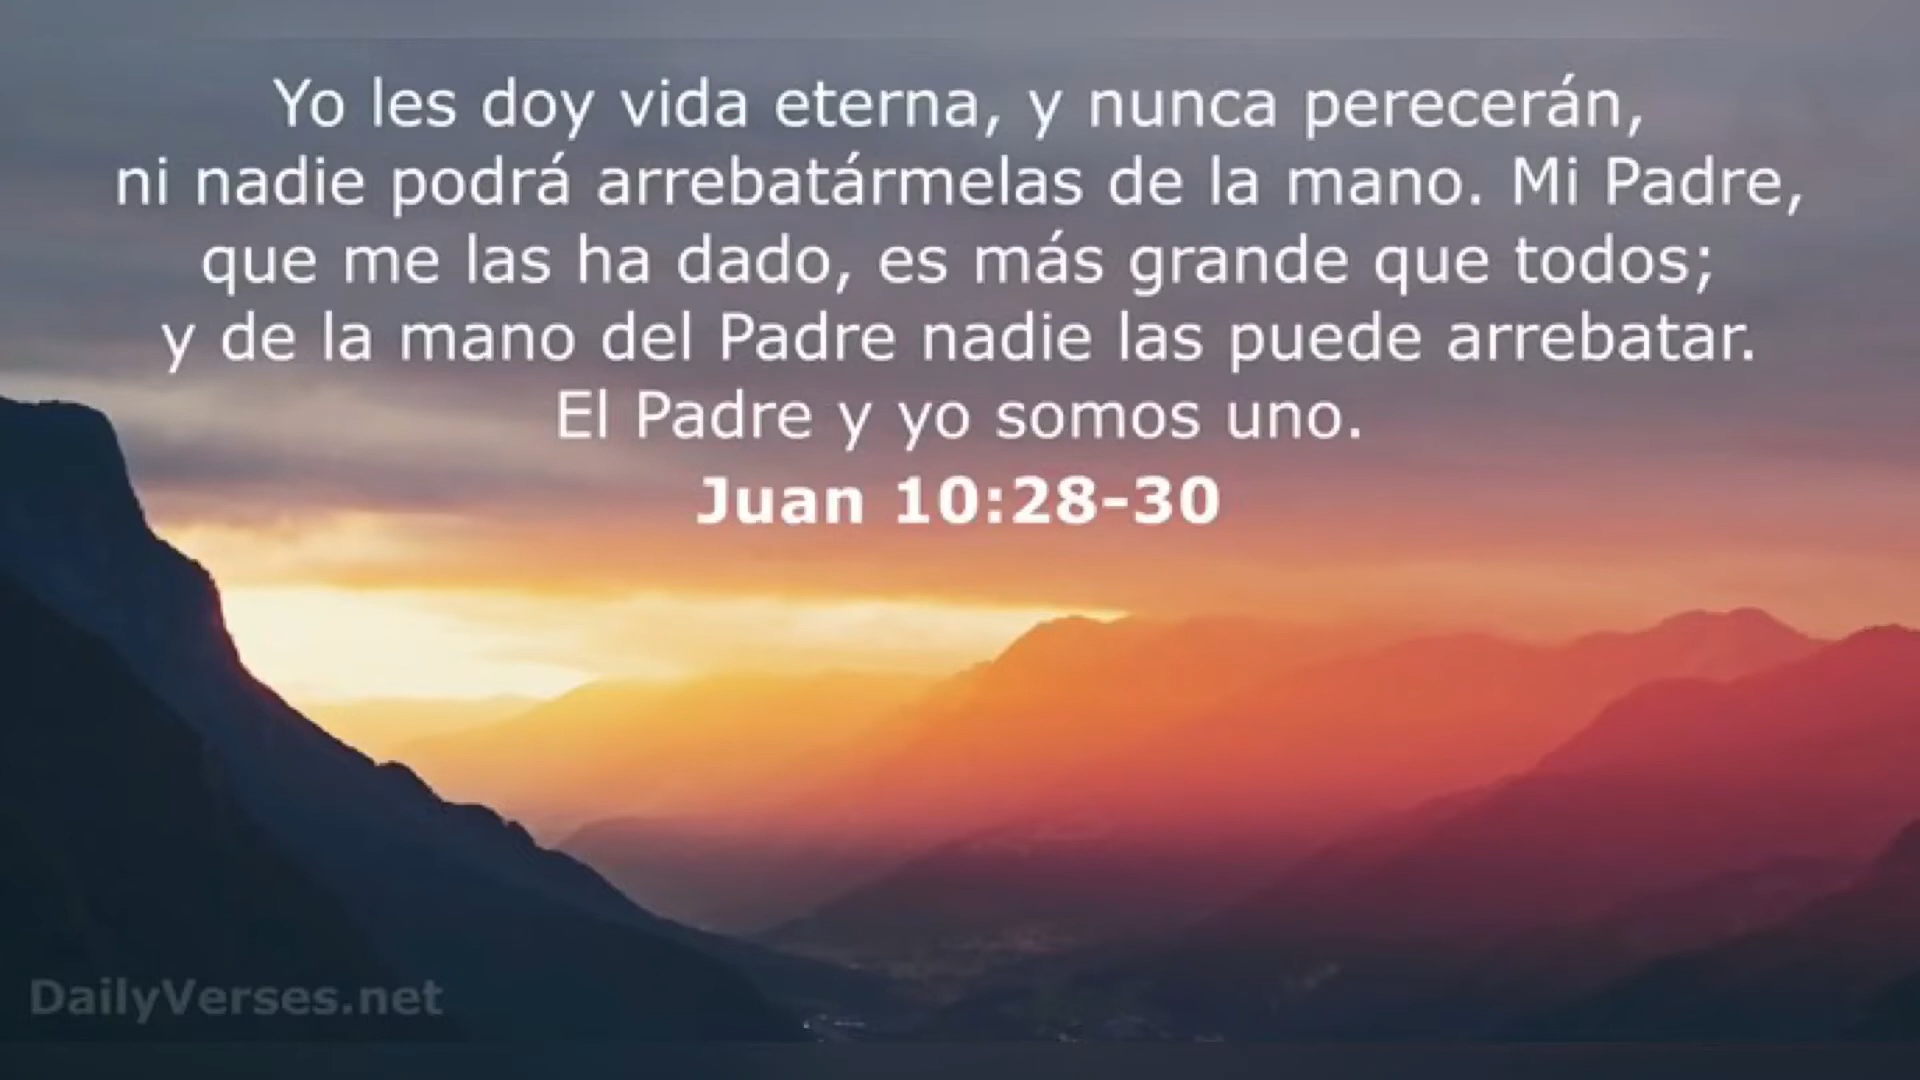 Yo les doy vida eterna, y nunca perecerán,
ni nadie podrá arrebatármelas de la mano. Mi Padre,
que me las ha dado, es más grande que todos;
y de la mano del Padre nadie las puede arrebatar.
El Padre y yo somos uno.
Juan 10:28-30
DailyVerses.net